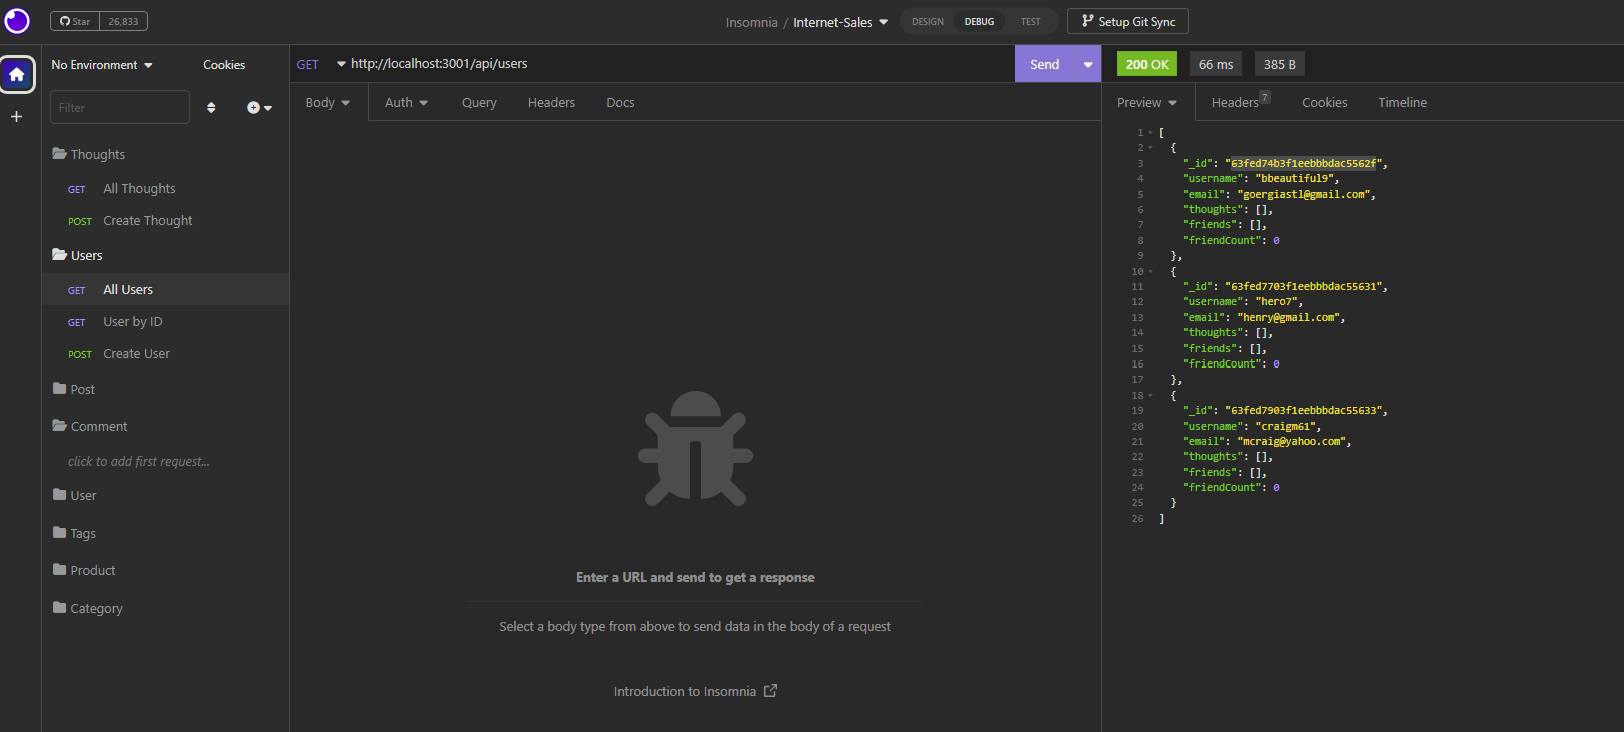 Star 26,833
Insomnia / Internet-Sales
DESIGN DEBUG TEST
Setup Git Sync
No Environment
Cookies
Filter
Thoughts
GET All Thoughts
POST Create Thought
Users
GET All Users
GET User by ID
POST Create User
Post
Comment
click to add first request...
User
Tags
Product
Category
GET http://localhost:3001/api/users
Send
Body Auth Query Headers Docs
Enter a URL and send to get a response
Select a body type from above to send data in the body of a request
Introduction to Insomnia
200 OK 66 ms 385 B
Preview Headers 7 Cookies Timeline
1 [
2 {
3 "_id": "63fed74b3f1eebbbdac5562f",
4 "username": "bbeautiful9",
5 "email": "goergiastl@gmail.com",
6 "thoughts": [],
7 "friends": [],
8 "friendCount": 0
9 },
10 {
11 "_id": "63fed7703f1eebbbdac55631",
12 "username": "hero7",
13 "email": "henry@gmail.com",
14 "thoughts": [],
15 "friends": [],
16 "friendCount": 0
17 },
18 {
19 "_id": "63fed7903f1eebbbdac55633",
20 "username": "craigm61",
21 "email": "mcraig@yahoo.com",
22 "thoughts": [],
23 "friends": [],
24 "friendCount": 0
25 }
26 ]